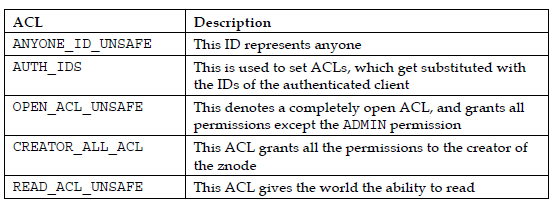 ACL Description
ANYONE_ID_UNSAFE This ID represents anyone
AUTH_IDS This is used to set ACLs, which get substituted with
the IDs of the authenticated client
OPEN_ACL_UNSAFE This denotes a completely open ACL, and grants all
permissions except the ADMIN permission
CREATOR_ALL_ACL This ACL grants all the permissions to the creator of
the znode
READ_ACL_UNSAFE This ACL gives the world the ability to read